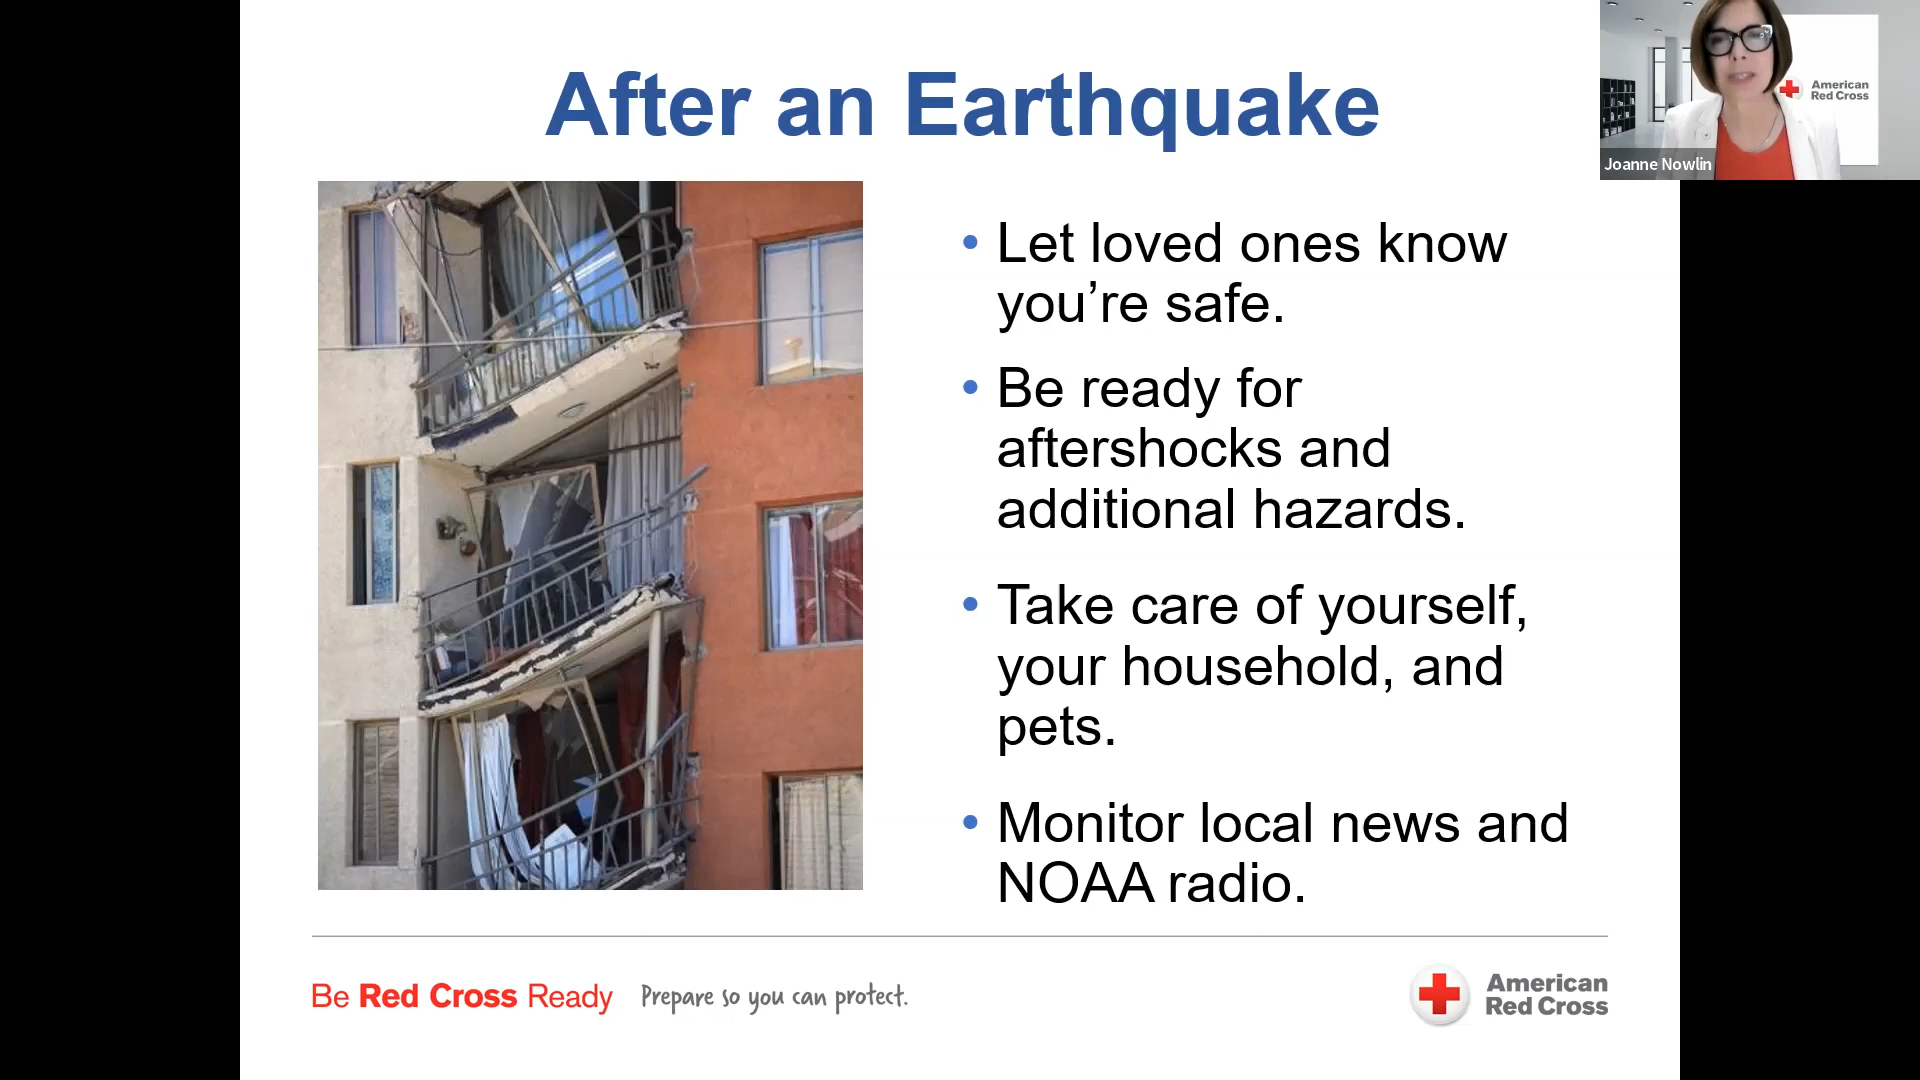 After an Earthquake
American
Red Cross
Joanne Nowlin
• Let loved ones know
you’re safe.
• Be ready for
aftershocks and
additional hazards.
• Take care of yourself,
your household, and
pets.
• Monitor local news and
NOAA radio.
Be Red Cross Ready Prepare so you can protect.
American
Red Cross